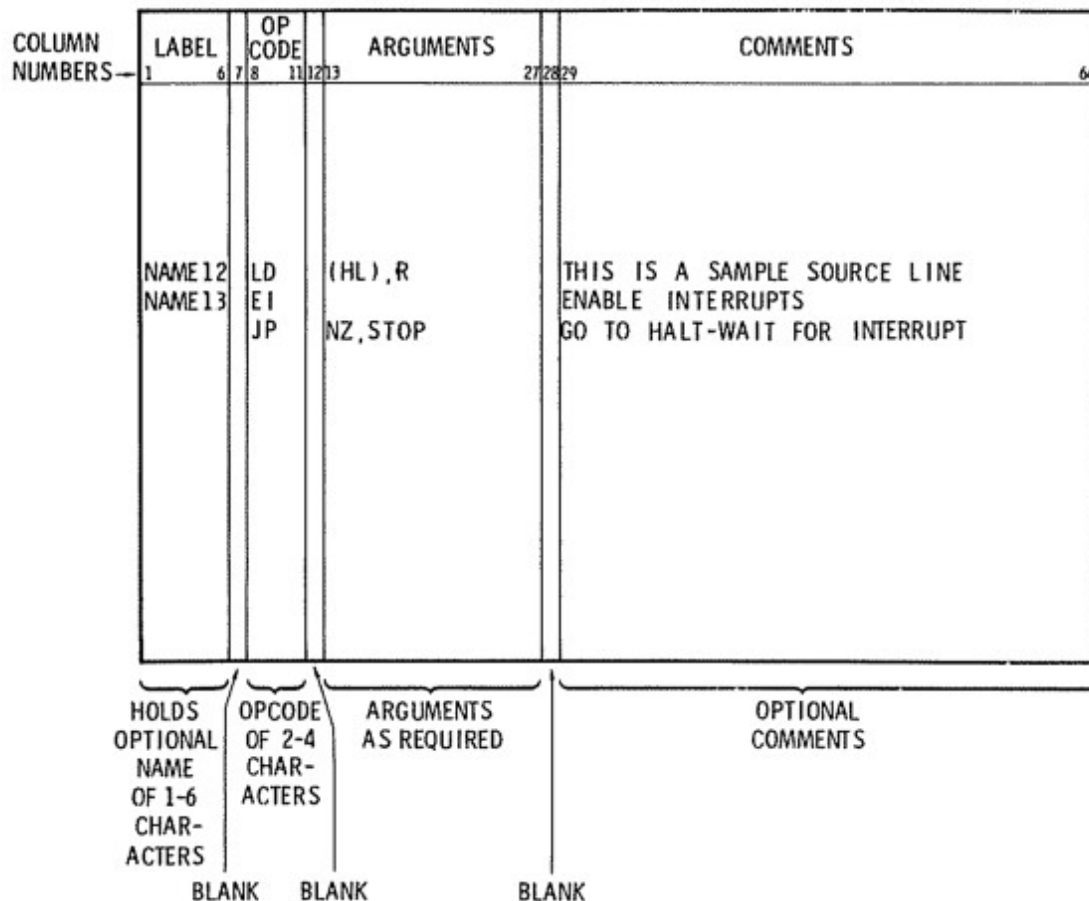 COLUMN NUMBERS
LABEL
OP CODE
ARGUMENTS
COMMENTS
1 6 7 8 11 12 13 27 28 29
NAME12 LD (HL),R THIS IS A SAMPLE SOURCE LINE
NAME13 EI ENABLE INTERRUPTS
JP NZ,STOP GO TO HALT-WAIT FOR INTERRUPT
HOLDS
OPTIONAL
NAME
OF 1-6
CHAR-
ACTERS
OPCODE
OF 2-4
CHAR-
ACTERS
ARGUMENTS
AS REQUIRED
OPTIONAL
COMMENTS
BLANK BLANK BLANK